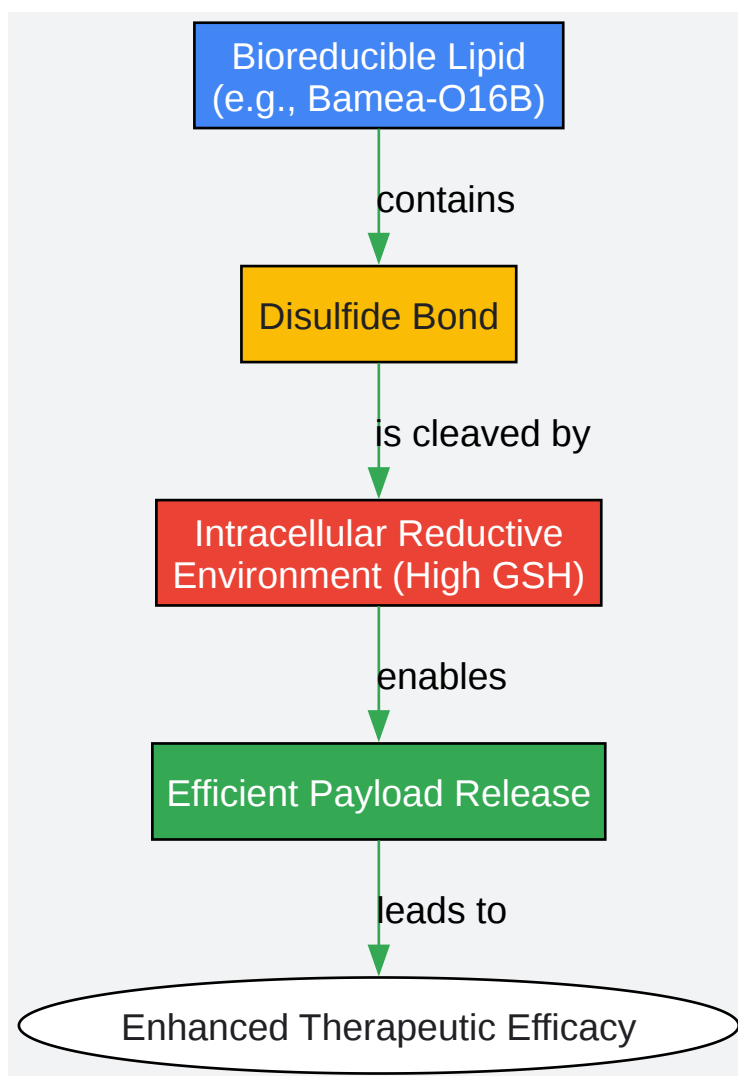 Bioreducible Lipid
(e.g., Bamea-O16B)
contains
Disulfide Bond
is cleaved by
Intracellular Reductive
Environment (High GSH)
enables
Efficient Payload Release
leads to
Enhanced Therapeutic Efficacy